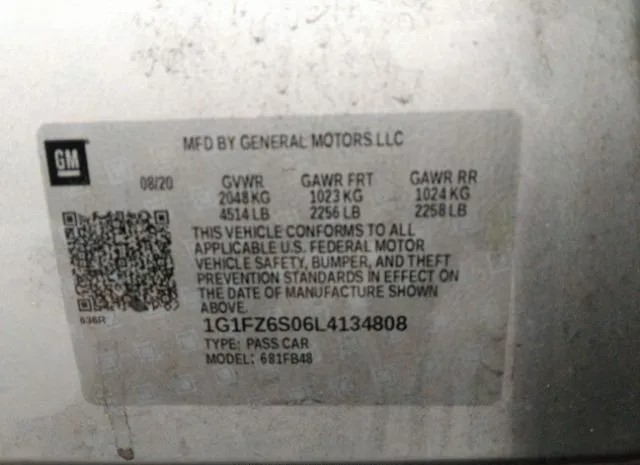 GM
MFD BY GENERAL MOTORS LLC
08/20 GVWR GAWR FRT GAWR RR
2048 KG 1023 KG 1024 KG
4514 LB 2256 LB 2258 LB
THIS VEHICLE CONFORMS TO ALL
APPLICABLE U.S. FEDERAL MOTOR
VEHICLE SAFETY, BUMPER, AND THEFT
PREVENTION STANDARDS IN EFFECT ON
THE DATE OF MANUFACTURE SHOWN
ABOVE.
636R
1G1FZ6S06L4134808
TYPE: PASS CAR
MODEL: 681FB48